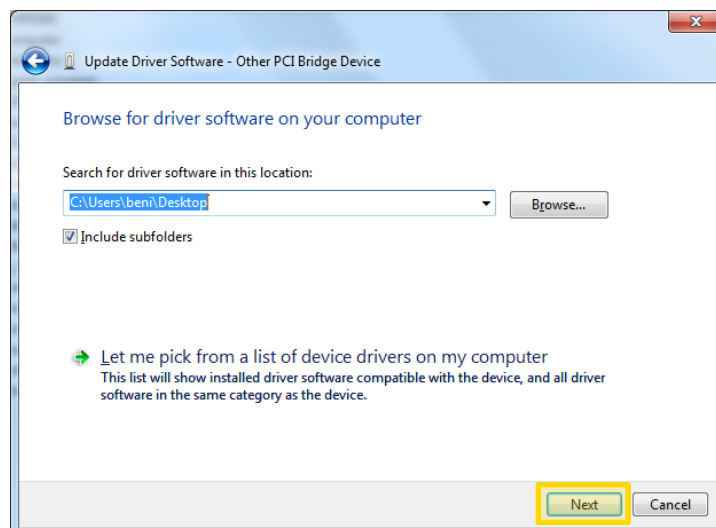 Update Driver Software - Other PCI Bridge Device
Browse for driver software on your computer
Search for driver software in this location:
C:\Users\beni\Desktop
Browse...
Include subfolders
Let me pick from a list of device drivers on my computer
This list will show installed driver software compatible with the device, and all driver
software in the same category as the device.
Next
Cancel